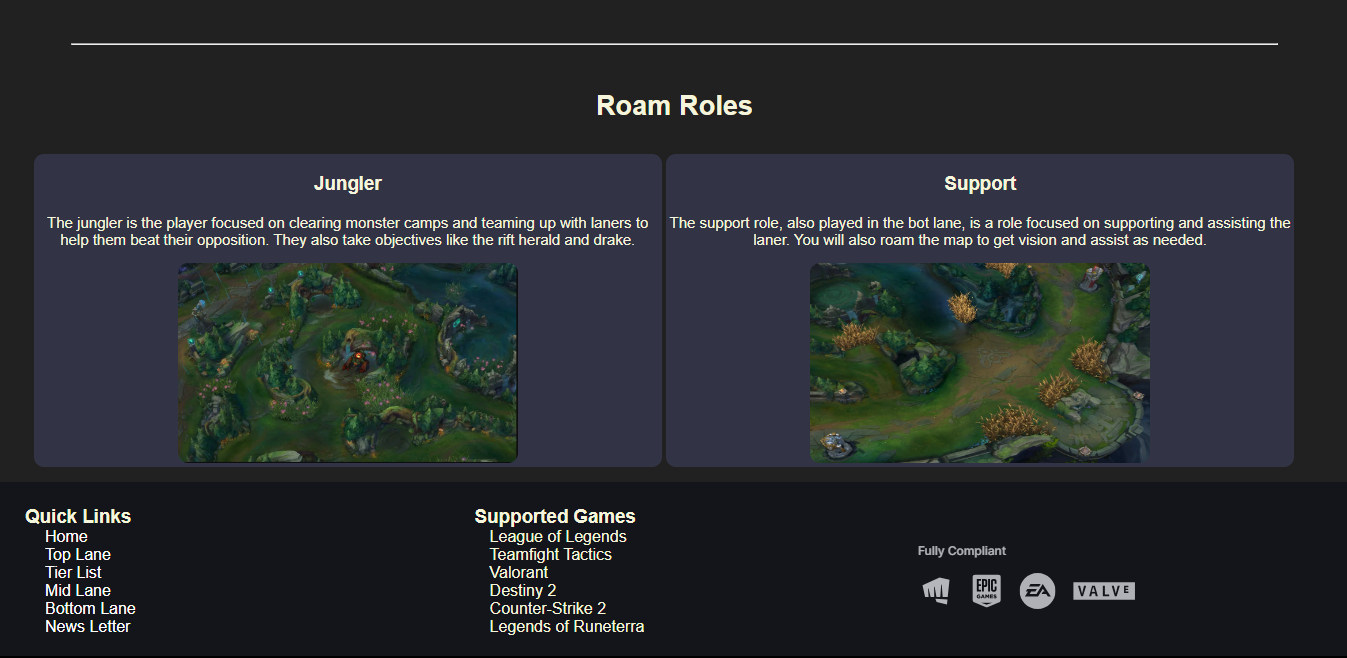 Roam Roles
Jungler
The jungler is the player focused on clearing monster camps and teaming up with laners to
help them beat their opposition. They also take objectives like the rift herald and drake.
Support
The support role, also played in the bot lane, is a role focused on supporting and assisting the
laner. You will also roam the map to get vision and assist as needed.
Quick Links
Home
Top Lane
Tier List
Mid Lane
Bottom Lane
News Letter
Supported Games
League of Legends
Teamfight Tactics
Valorant
Destiny 2
Counter-Strike 2
Legends of Runeterra
Fully Compliant
EPIC
GAMES
EA
VALVE